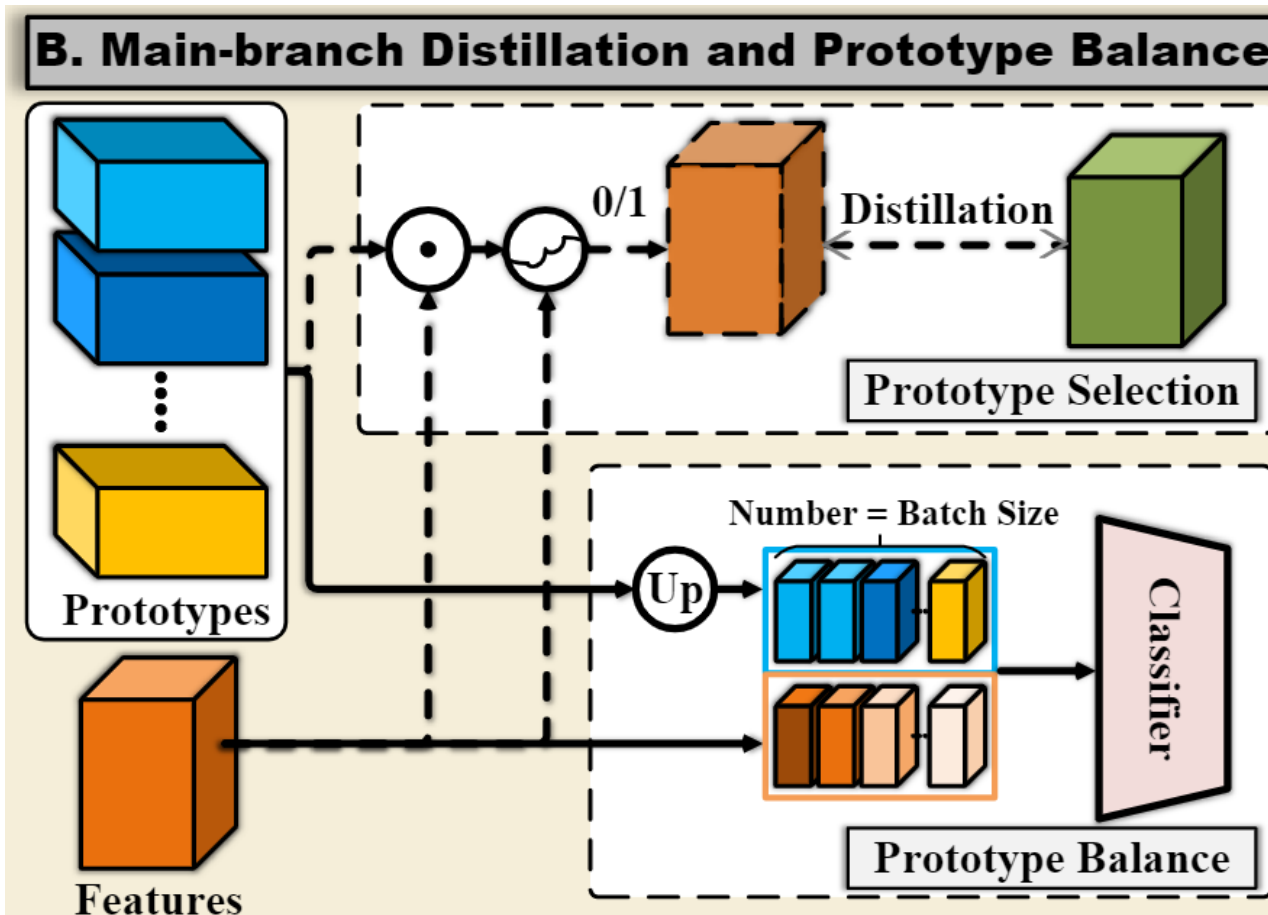 B. Main-branch Distillation and Prototype Balance
0/1
Distillation
Prototype Selection
Prototypes
Number = Batch Size
Up
Classifier
Prototype Balance
Features